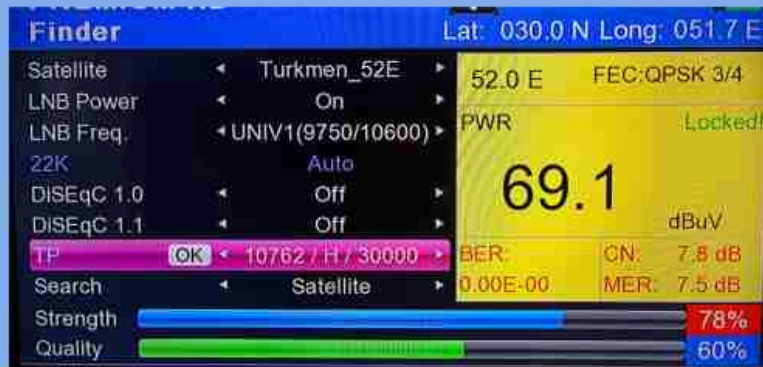 Finder
Lat: 030.0 N Long: 051.7 E
Satellite Turkmen_52E
LNB Power On
LNB Freq. UNIV1(9750/10600)
22K Auto
DiSEqC 1.0 Off
DiSEqC 1.1 Off
TP OK 10762 / H / 30000
Search Satellite
52.0 E FEC:QPSK 3/4
PWR Locked!
69.1
dBuV
BER: CN: 7.8 dB
0.00E-00 MER: 7.5 dB
Strength 78%
Quality 60%